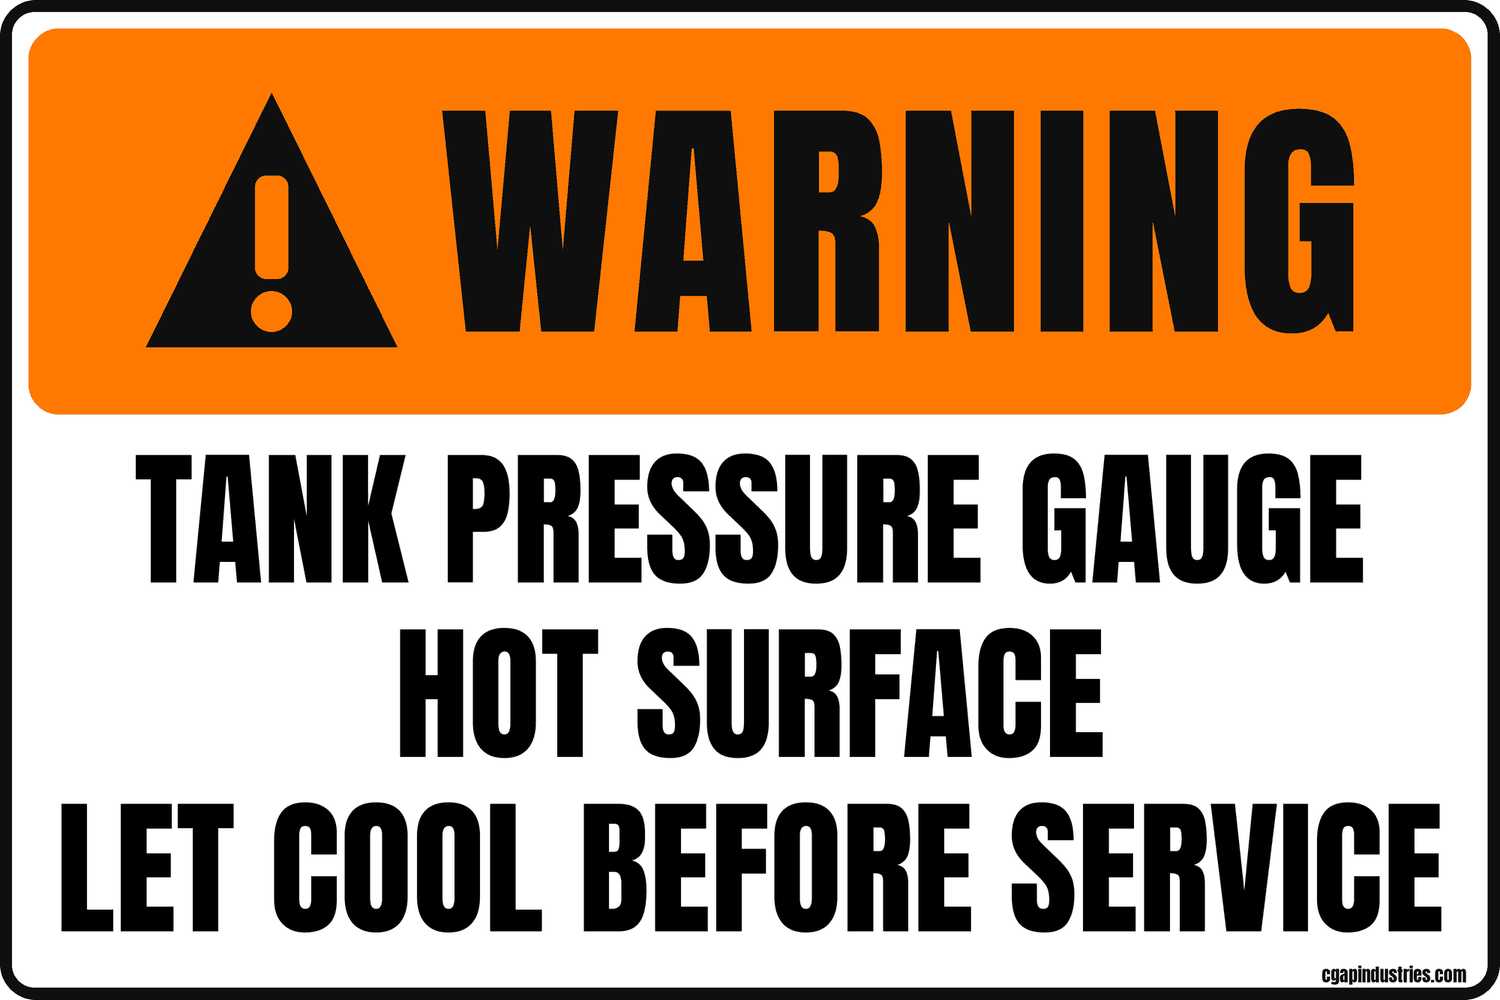 WARNING
TANK PRESSURE GAUGE
HOT SURFACE
LET COOL BEFORE SERVICE
cgapindustries.com